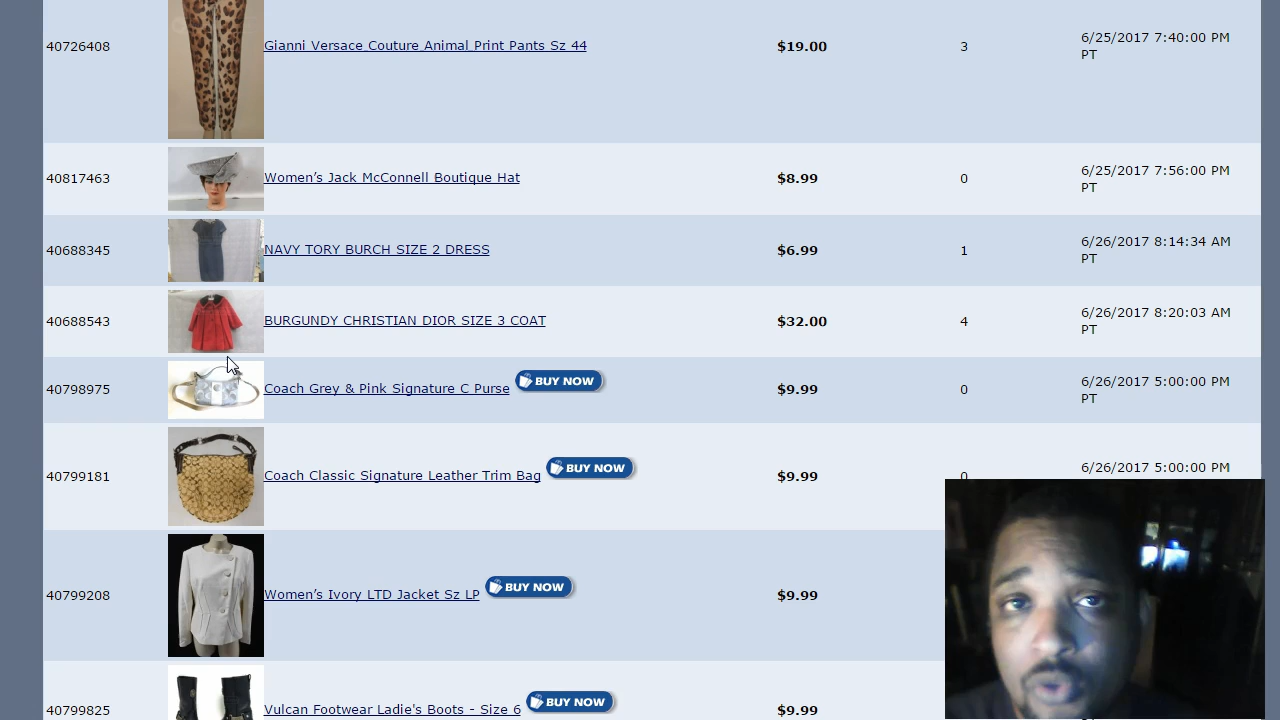 40726408 Gianni Versace Couture Animal Print Pants Sz 44 $19.00 3 6/25/2017 7:40:00 PM
PT
40817463 Women’s Jack McConnell Boutique Hat $8.99 0 6/25/2017 7:56:00 PM
PT
40688345 NAVY TORY BURCH SIZE 2 DRESS $6.99 1 6/26/2017 8:14:34 AM
PT
40688543 BURGUNDY CHRISTIAN DIOR SIZE 3 COAT $32.00 4 6/26/2017 8:20:03 AM
PT
40798975 Coach Grey & Pink Signature C Purse BUY NOW $9.99 0 6/26/2017 5:00:00 PM
PT
40799181 Coach Classic Signature Leather Trim Bag BUY NOW $9.99 0 6/26/2017 5:00:00 PM
40799208 Women’s Ivory LTD Jacket Sz LP BUY NOW $9.99
40799825 Vulcan Footwear Ladie's Boots - Size 6 BUY NOW $9.99